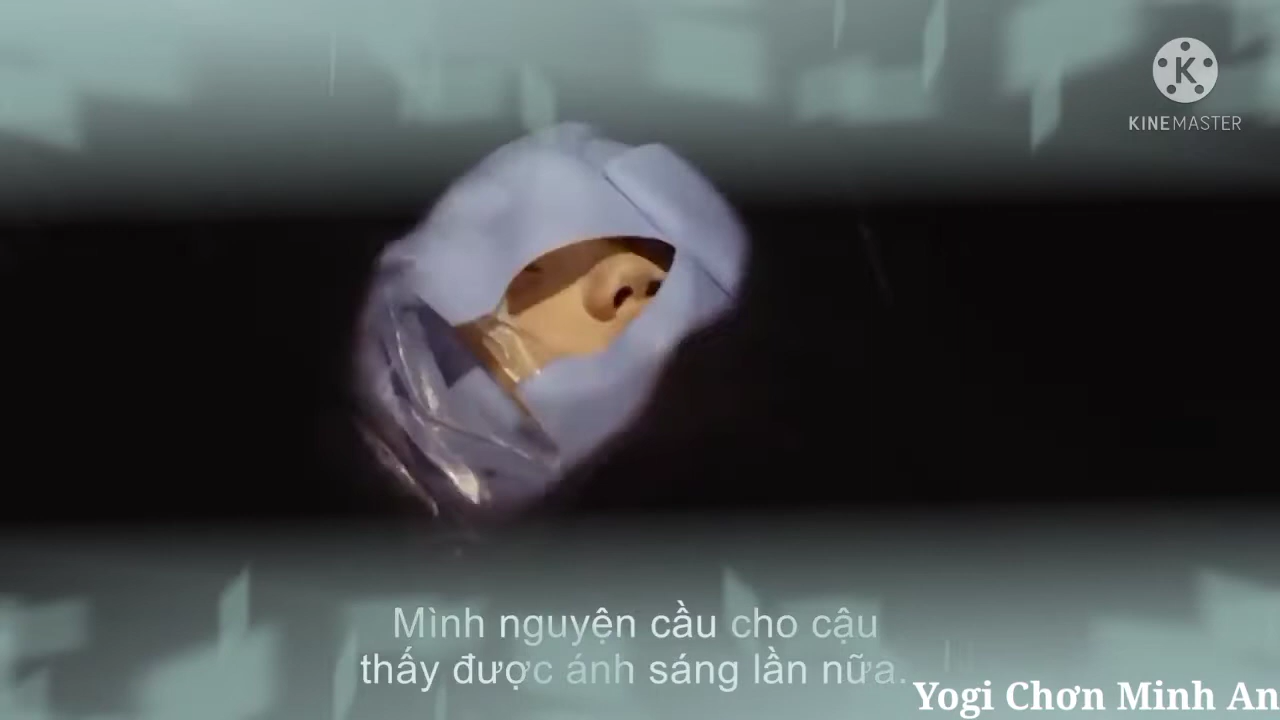 KINEMASTER
Mình nguyện cầu cho cậu
thấy được ánh sáng lần nữa.
Yogi Chơn Minh An